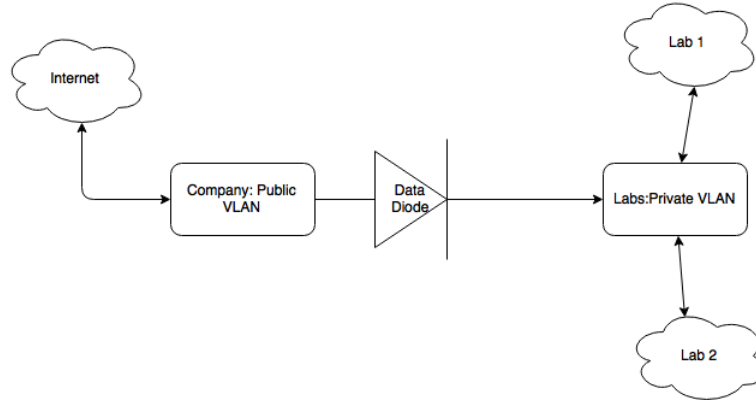 Lab 1
Internet
Company: Public
VLAN
Data
Diode
Labs:Private VLAN
Lab 2